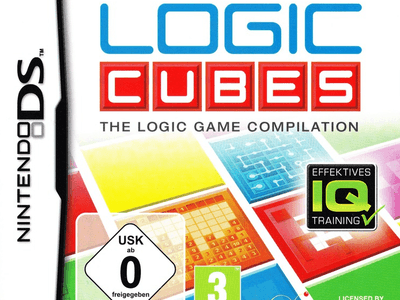 NINTENDO DS
LOGIC
CUBES
THE LOGIC GAME COMPILATION
EFFEKTIVES
IQ
TRAINING
USK
ab
0
freigegeben
3
LICENSED BY